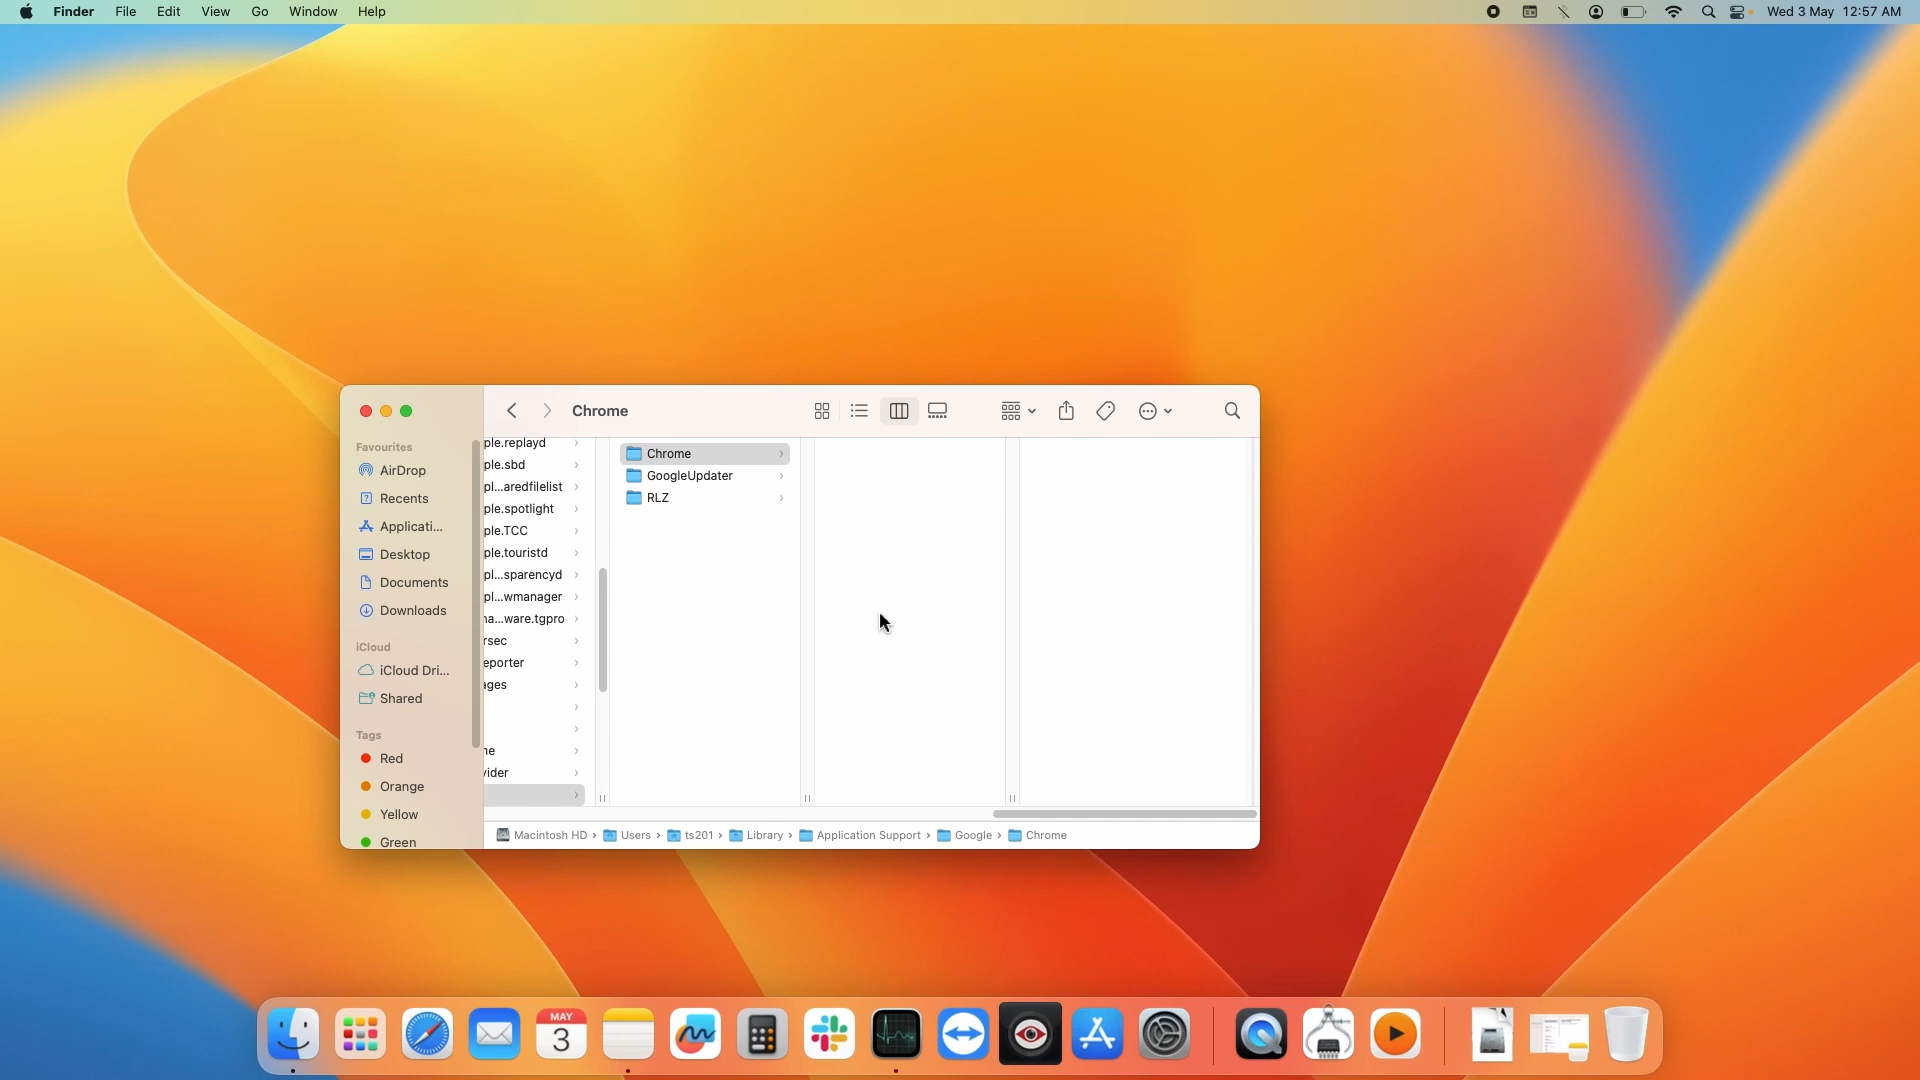 Finder File Edit View Go Window Help
Wed 3 May 12:57 AM
Chrome
Favourites
AirDrop
Recents
Applicati...
Desktop
Documents
Downloads
iCloud
iCloud Dri...
Shared
Tags
Red
Orange
Yellow
Green
ple.replayd
ple.sbd
pl...aredfilelist
ple.spotlight
ple.TCC
ple.touristd
pl...sparencyd
pl...wmanager
na...ware.tgpro
rsec
eporter
ages
ne
vider
Chrome
GoogleUpdater
RLZ
Macintosh HD › Users › ts201 › Library › Application Support › Google › Chrome
MAY
3